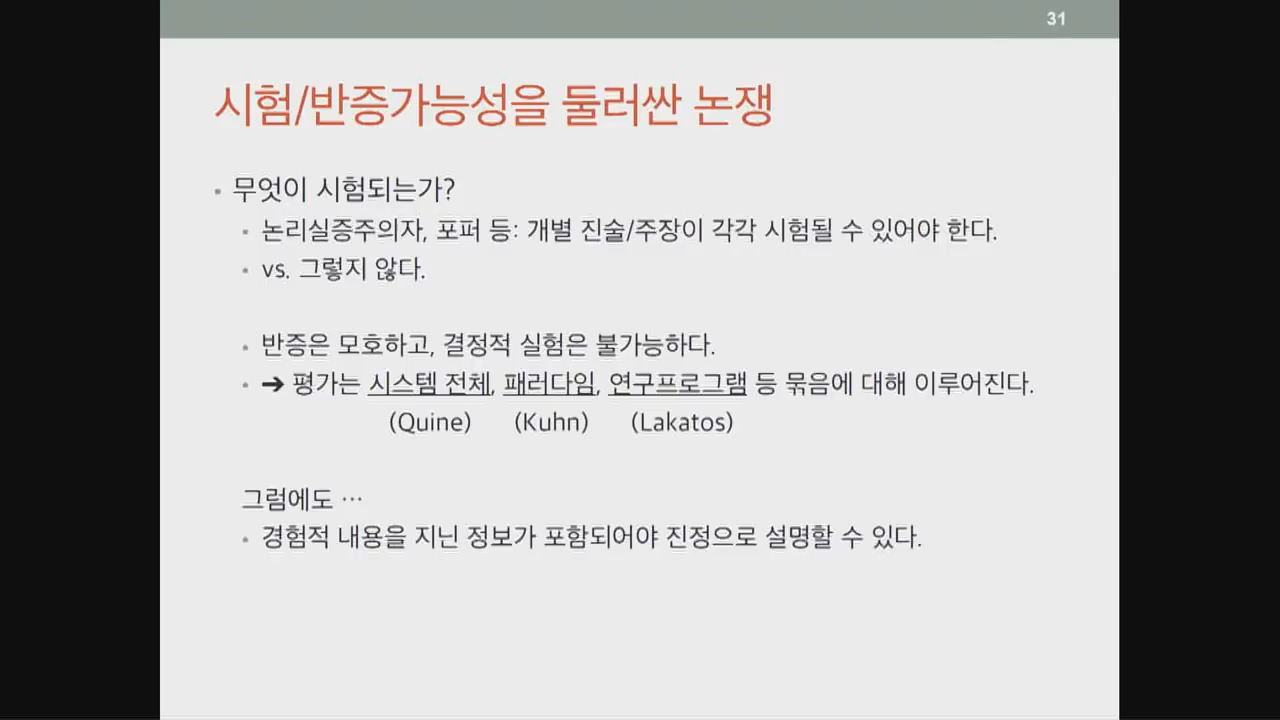 31
시험/반증가능성을 둘러싼 논쟁
• 무엇이 시험되는가?
• 논리실증주의자, 포퍼 등: 개별 진술/주장이 각각 시험될 수 있어야 한다.
• vs. 그렇지 않다.
• 반증은 모호하고, 결정적 실험은 불가능하다.
• ➔ 평가는 시스템 전체, 패러다임, 연구프로그램 등 묶음에 대해 이루어진다.
(Quine) (Kuhn) (Lakatos)
그럼에도 …
• 경험적 내용을 지닌 정보가 포함되어야 진정으로 설명할 수 있다.